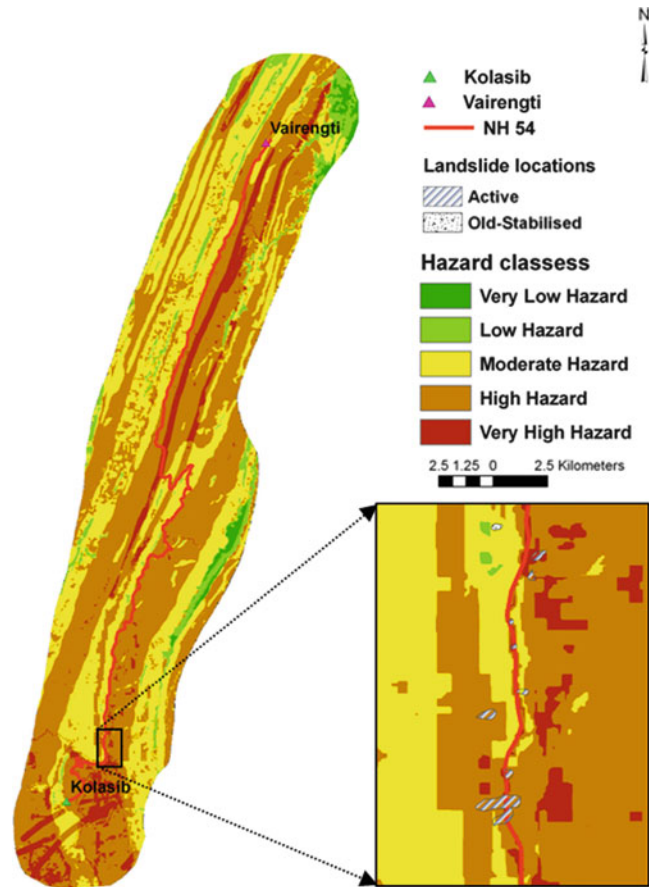 N
Kolasib
Vairengti
NH 54
Landslide locations
Active
Old-Stabilised
Hazard classess
Very Low Hazard
Low Hazard
Moderate Hazard
High Hazard
Very High Hazard
2.5 1.25 0 2.5 Kilometers
Vairengti
Kolasib